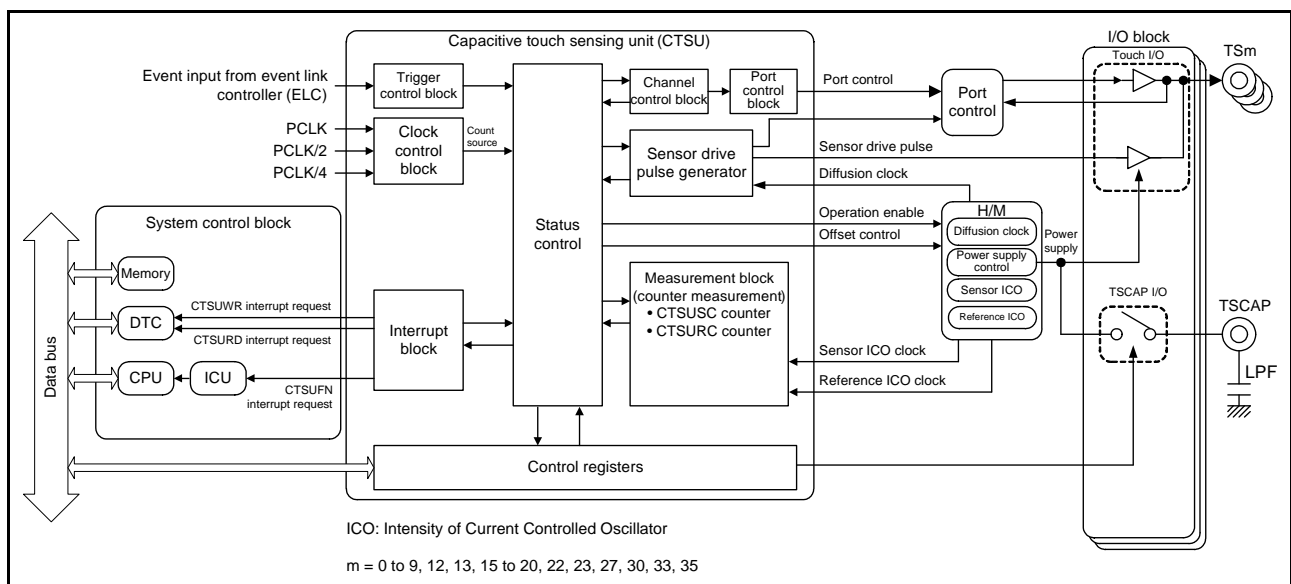 Capacitive touch sensing unit (CTSU)
I/O block
Touch I/O
TSm
Event input from event link
controller (ELC)
Trigger
control block
Channel
control block
Port
control
block
Port control
Port
control
PCLK
PCLK/2
PCLK/4
Clock
control
block
Count
source
Sensor drive
pulse generator
Sensor drive pulse
Diffusion clock
System control block
Status
control
Operation enable
Offset control
H/M
Diffusion clock
Power supply
control
Sensor ICO
Reference ICO
Power
supply
Data bus
Memory
DTC
CPU
ICU
CTSUWR interrupt request
CTSURD interrupt request
CTSUFN
interrupt request
Interrupt
block
Measurement block
(counter measurement)
• CTSUSC counter
• CTSURC counter
Sensor ICO clock
Reference ICO clock
TSCAP I/O
TSCAP
LPF
Control registers
ICO: Intensity of Current Controlled Oscillator
m = 0 to 9, 12, 13, 15 to 20, 22, 23, 27, 30, 33, 35